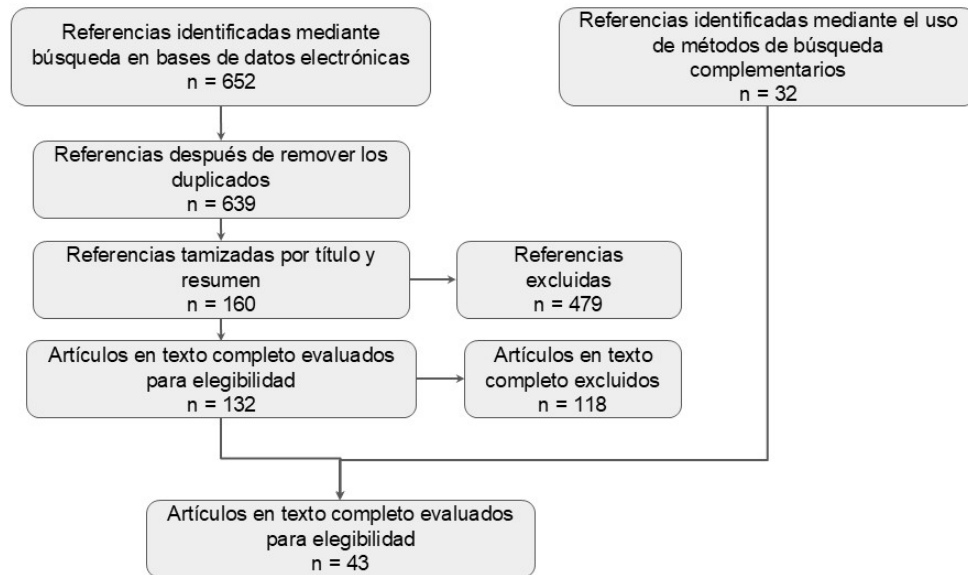 Referencias identificadas mediante
búsqueda en bases de datos electrónicas
n = 652
Referencias identificadas mediante el uso
de métodos de búsqueda
complementarios
n = 32
Referencias después de remover los
duplicados
n = 639
Referencias tamizadas por título y
resumen
n = 160
Referencias
excluidas
n = 479
Artículos en texto completo evaluados
para elegibilidad
n = 132
Artículos en texto
completo excluidos
n = 118
Artículos en texto completo evaluados
para elegibilidad
n = 43